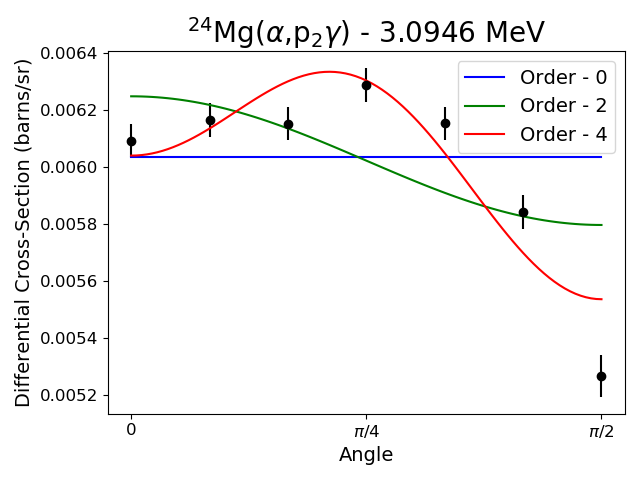 ²⁴Mg(α,p₂γ) - 3.0946 MeV
Differential Cross-Section (barns/sr)
0.0064
0.0062
0.0060
0.0058
0.0056
0.0054
0.0052
Order - 0
Order - 2
Order - 4
0
π/4
π/2
Angle